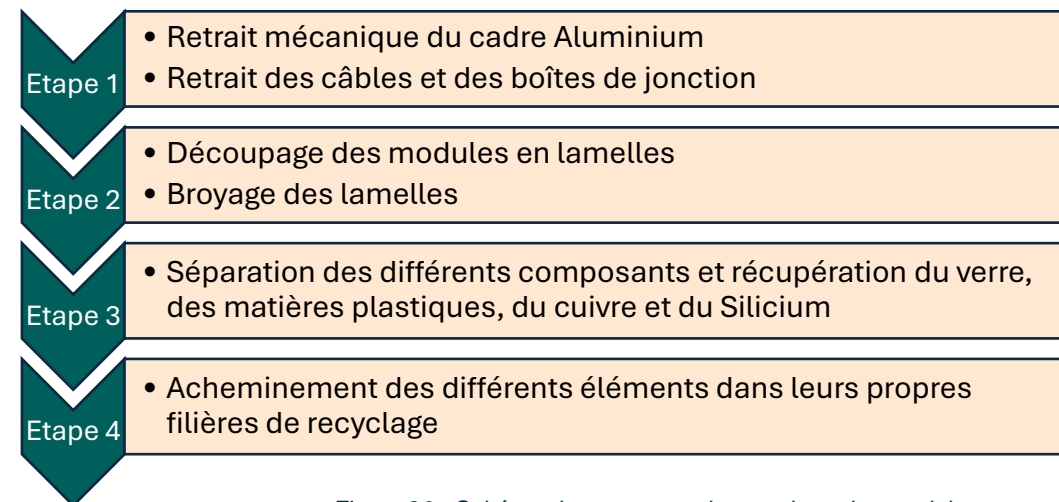 Etape 1
• Retrait mécanique du cadre Aluminium
• Retrait des câbles et des boîtes de jonction
Etape 2
• Découpage des modules en lamelles
• Broyage des lamelles
Etape 3
• Séparation des différents composants et récupération du verre,
des matières plastiques, du cuivre et du Silicium
Etape 4
• Acheminement des différents éléments dans leurs propres
filières de recyclage